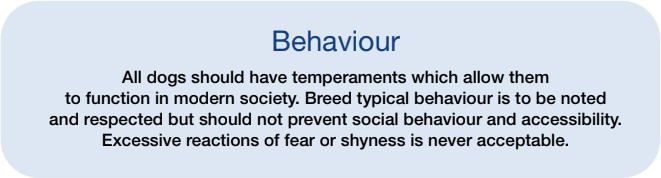 Behaviour
All dogs should have temperaments which allow them
to function in modern society. Breed typical behaviour is to be noted
and respected but should not prevent social behaviour and accessibility.
Excessive reactions of fear or shyness is never acceptable.